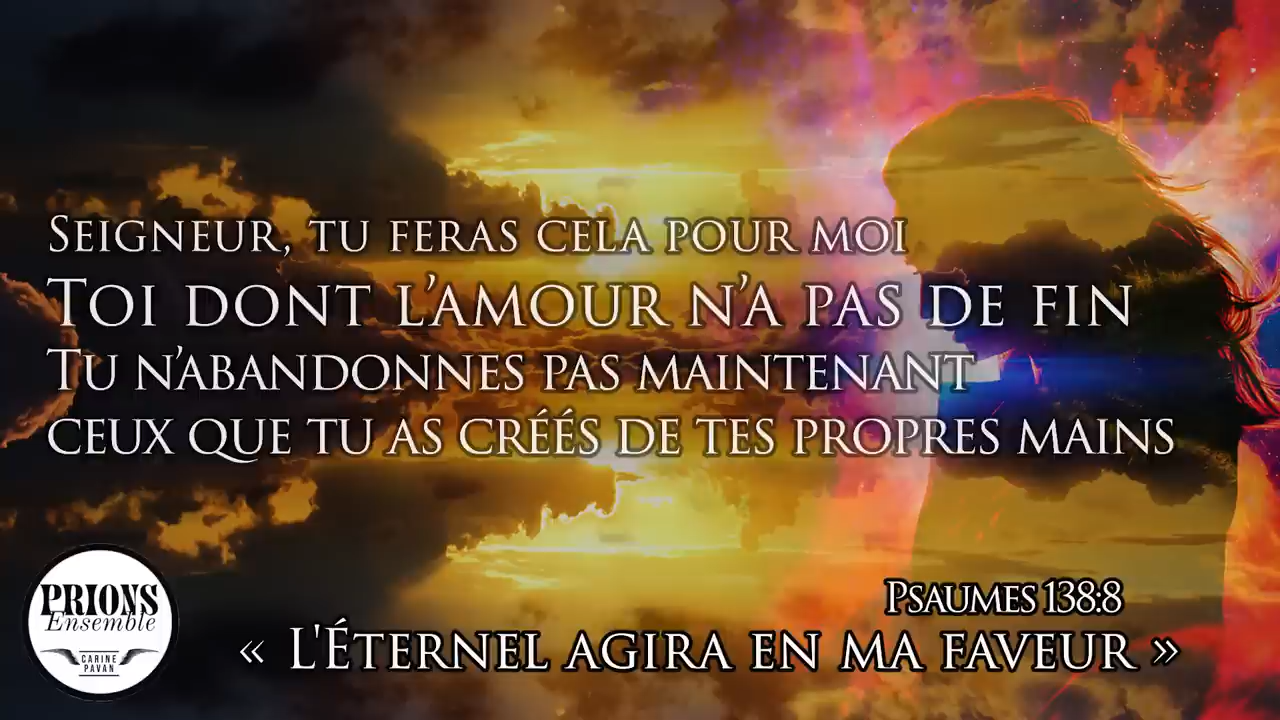 Seigneur, tu feras cela pour moi
Toi dont l’amour n’a pas de fin
Tu n’abandonnes pas maintenant
ceux que tu as créés de tes propres mains
Psaumes 138:8
« L'Éternel agira en ma faveur »
PRIONS
Ensemble
CARINE
PAVAN